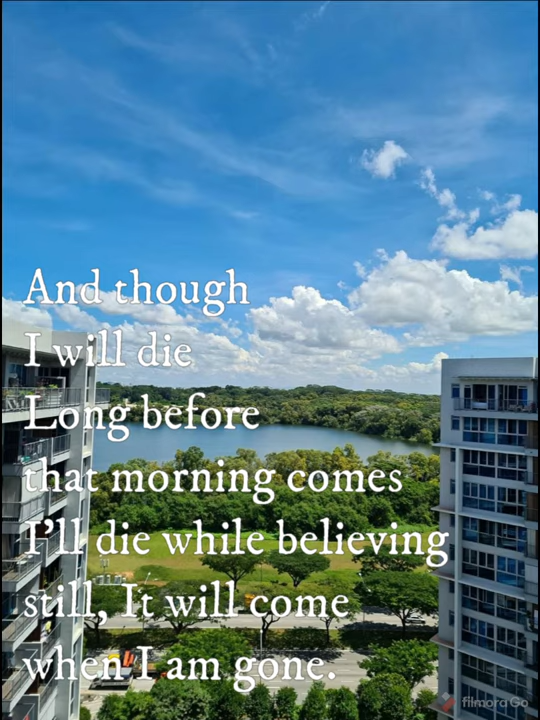 And though
I will die
Long before
that morning comes
I'll die while believing
still, It will come
when I am gone.
filmora Go